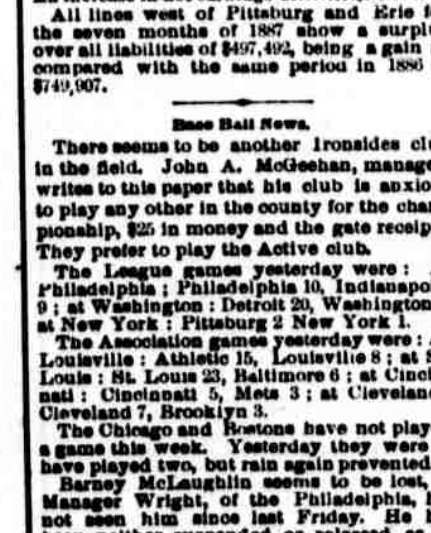 All lines west of Pittsburg and Erie
the seven months of 1887 show a surpl
over all liabilities of $497,492, being a gain
compared with the same period in 1886
$749,907.
Base Ball News.
There seems to be another Ironsides cl
in the field. John A. McGeehan, manage
writes to this paper that his club is anxio
to play any other in the county for the cha
pionship, $25 in money and the gate receip
They prefer to play the Active club.
The League games yesterday were :
Philadelphia ; Philadelphia 10, Indianapo
9 ; at Washington : Detroit 20, Washington
at New York : Pittsburg 2 New York 1.
The Association games yesterday were :
Louisville : Athletic 15, Louisville 8 ; at S
Louis : St. Louis 23, Baltimore 6 ; at Cinci
nati : Cincinnati 5, Mets 3 ; at Clevelan
Cleveland 7, Brooklyn 3.
The Chicago and Bostons have not play
a game this week. Yesterday they were
have played two, but rain again prevented
Barney McLaughlin seems to be lost,
Manager Wright, of the Philadelphia,
not seen him since last Friday. He